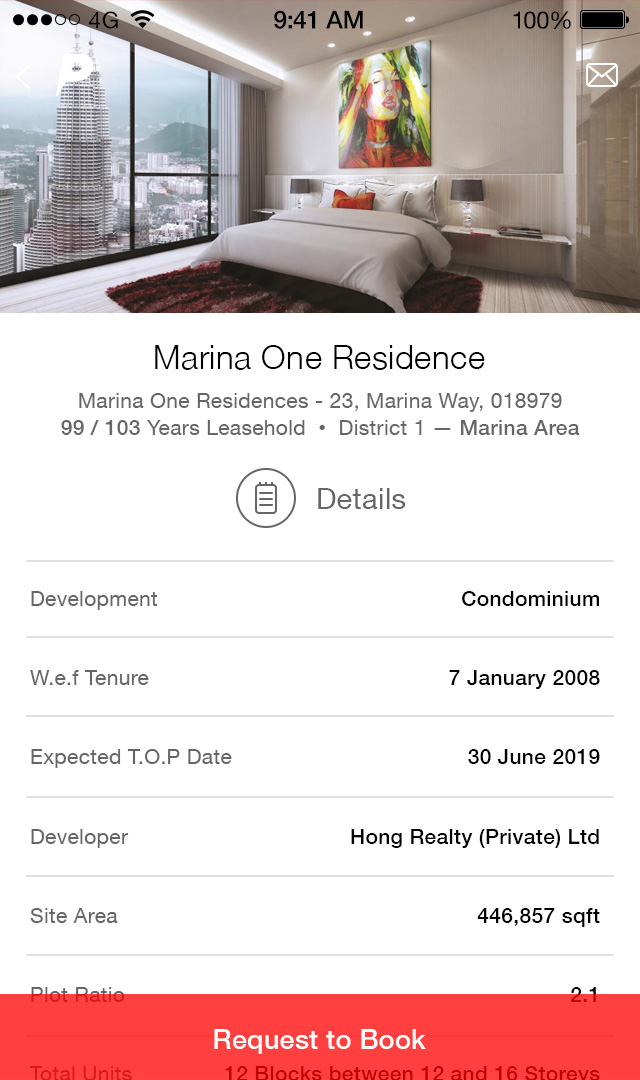 4G 9:41 AM 100%
P
Marina One Residence
Marina One Residences - 23, Marina Way, 018979
99 / 103 Years Leasehold • District 1 — Marina Area
Details
Development Condominium
W.e.f Tenure 7 January 2008
Expected T.O.P Date 30 June 2019
Developer Hong Realty (Private) Ltd
Site Area 446,857 sqft
Plot Ratio 2.1
Request to Book
Total Units 12 Blocks between 12 and 16 Storeys